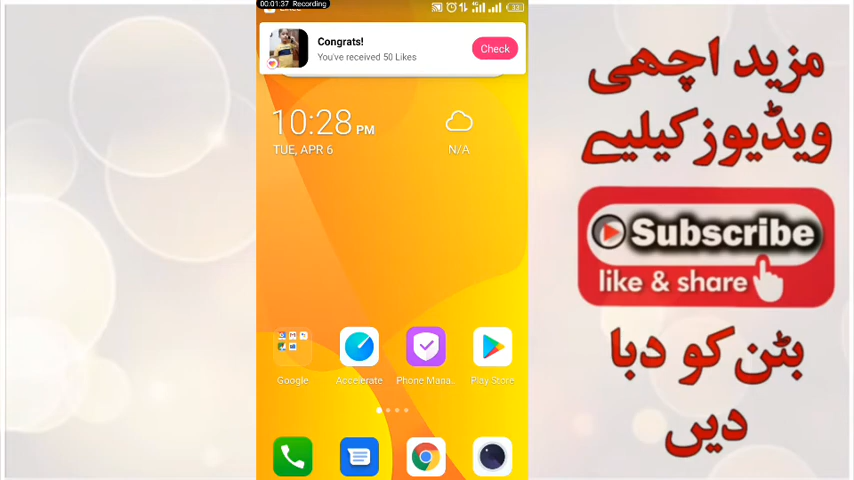 00:01:37 Recording
Congrats!
You've received 50 Likes
Check
10:28 PM
TUE, APR 6
N/A
Google
Accelerate
Phone Mana..
Play Store
مزید اچھی
ویڈیوز کیلیے
Subscribe
like & share
بٹن کو دبا
دیں